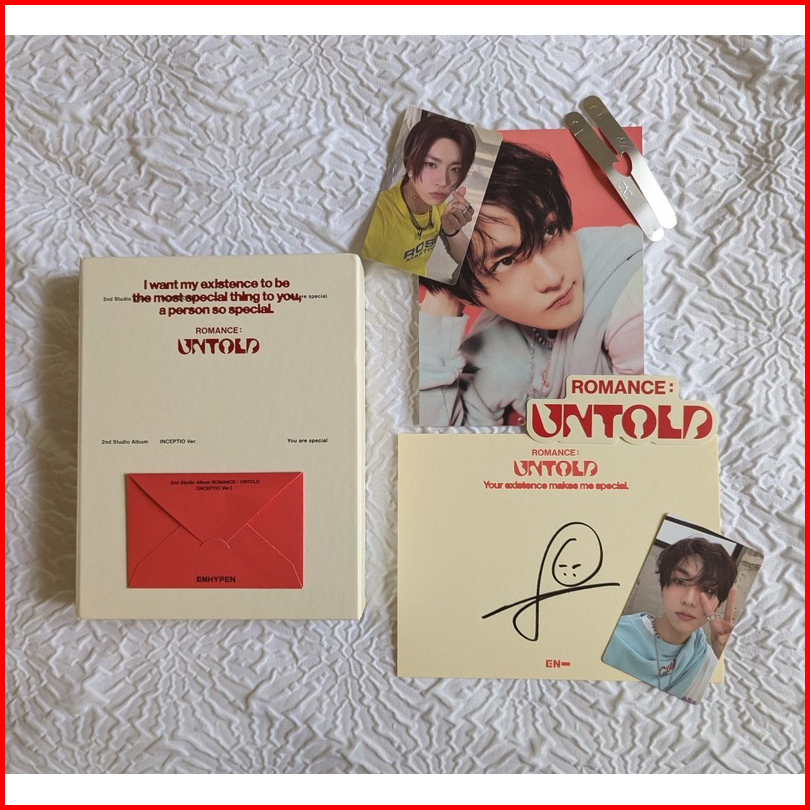 I want my existence to be
the most special thing to you,
a person so special.
2nd Studio
are special.
ROMANCE :
UNTOLD
2nd Studio Album INCEPTIO Ver. You are special.
2nd Studio Album ROMANCE : UNTOLD
(INCEPTIO Ver.)
ENHYPEN
ROMANCE :
UNTOLD
ROMANCE :
UNTOLD
Your existence makes me special.
EN-